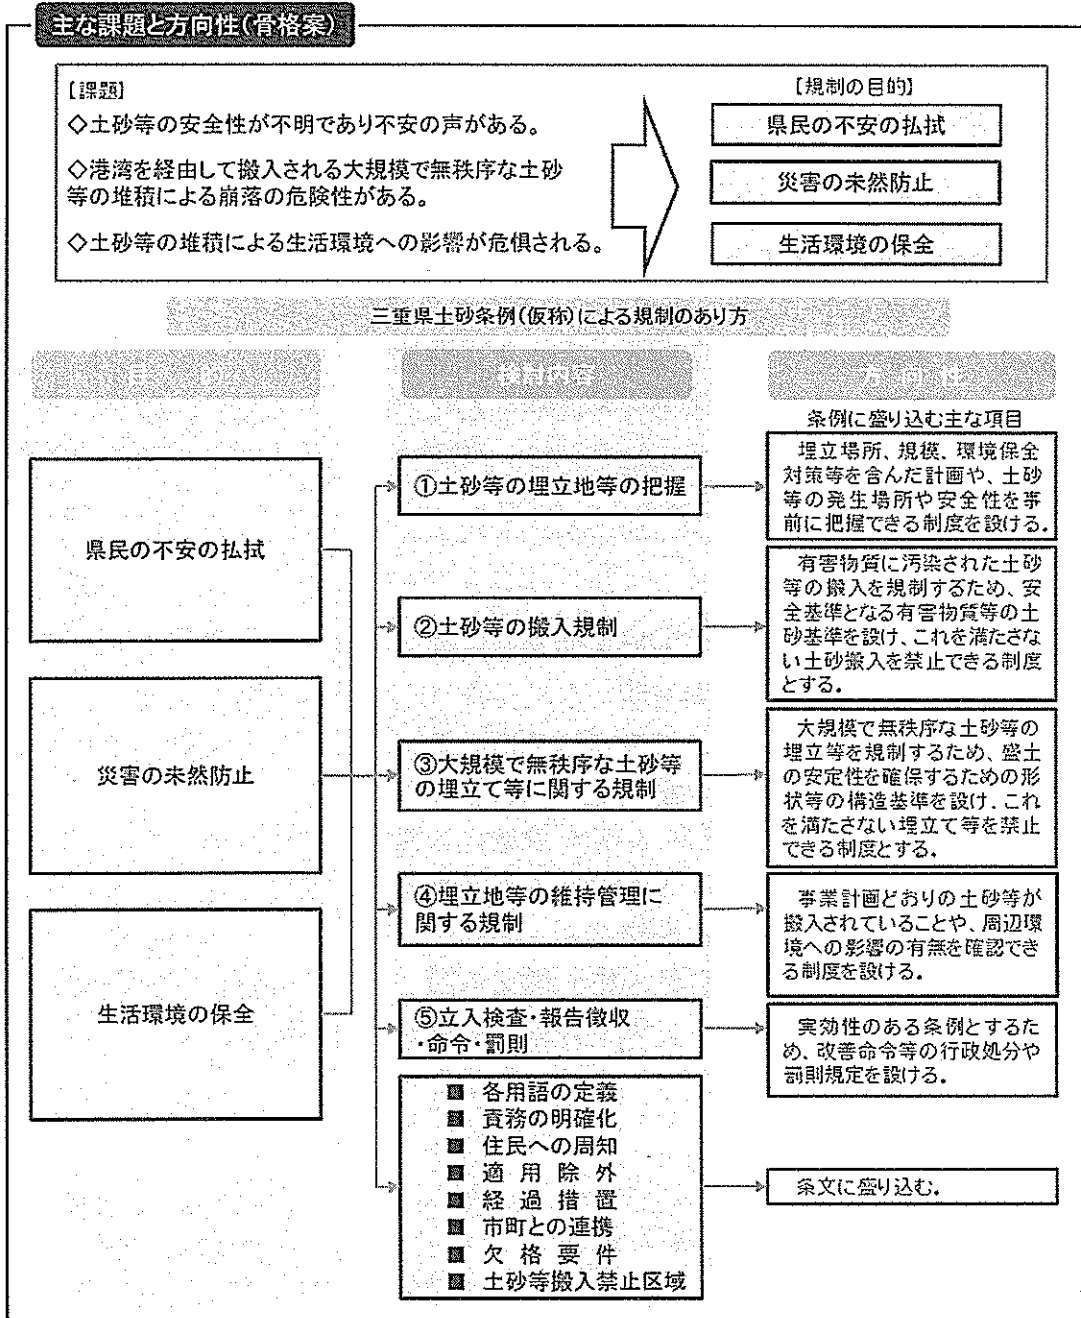 主な課題と方向性(骨格案)
【課題】
◇土砂等の安全性が不明であり不安の声がある。
◇港湾を経由して搬入される大規模で無秩序な土砂
等の堆積による崩落の危険性がある。
◇土砂等の堆積による生活環境への影響が危惧される。
【規制の目的】
県民の不安の払拭
災害の未然防止
生活環境の保全
三重県土砂条例(仮称)による規制のあり方
目的
検討内容
方向性
県民の不安の払拭
災害の未然防止
生活環境の保全
①土砂等の埋立地等の把握
②土砂等の搬入規制
③大規模で無秩序な土砂等
の埋立て等に関する規制
④埋立地等の維持管理に
関する規制
⑤立入検査・報告徴収
・命令・罰則
■ 各用語の定義
■ 責務の明確化
■ 住民への周知
■ 適用除外
■ 経過措置
■ 市町との連携
■ 欠格要件
■ 土砂等搬入禁止区域
条例に盛り込む主な項目
埋立場所、規模、環境保全
対策等を含んだ計画や、土砂
等の発生場所や安全性を事
前に把握できる制度を設ける。
有害物質に汚染された土砂
等の搬入を規制するため、安
全基準となる有害物質等の土
砂基準を設け、これを満たさな
い土砂搬入を禁止できる制度
とする。
大規模で無秩序な土砂等の
埋立等を規制するため、盛土
の安定性を確保するための形
状等の構造基準を設け、これ
を満たさない埋立て等を禁止
できる制度とする。
事業計画どおりの土砂等が
搬入されていることや、周辺環
境への影響の有無を確認でき
る制度を設ける。
実効性のある条例とするた
め、改善命令等の行政処分や
罰則規定を設ける。
条文に盛り込む。